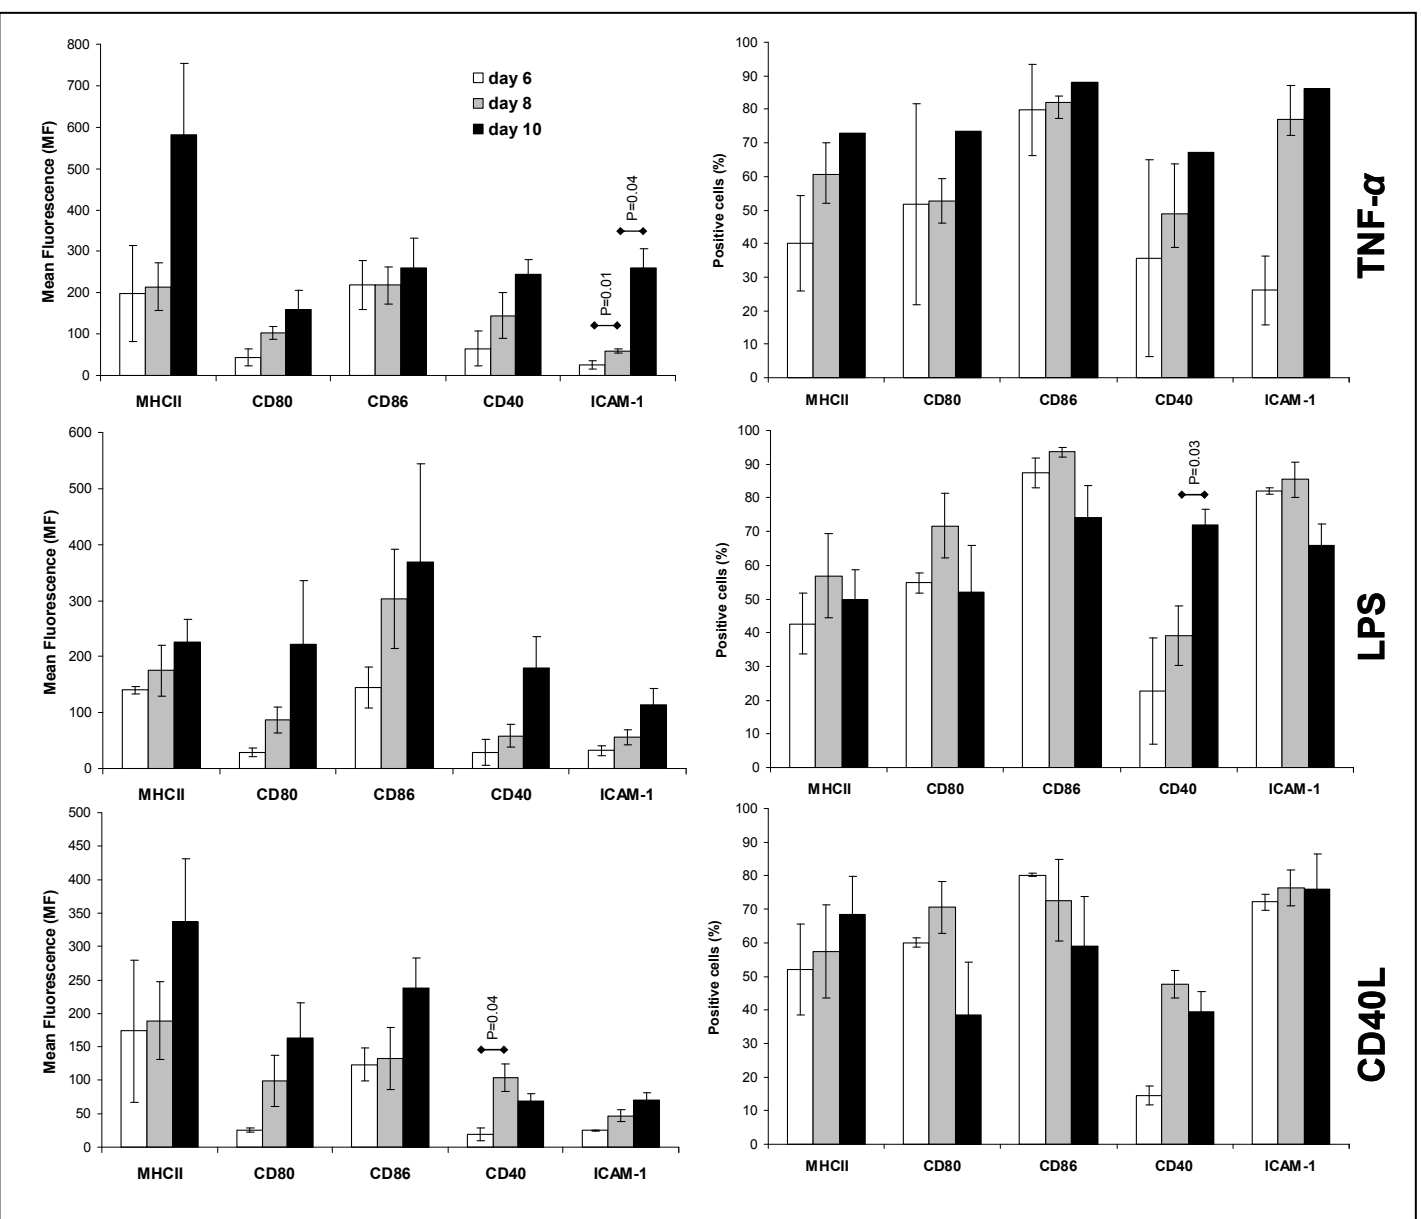 800
700
600
500
400
300
200
100
0
Mean Fluorescence (MF)
day 6
day 8
day 10
P=0.01
P=0.04
MHCII CD80 CD86 CD40 ICAM-1
100
90
80
70
60
50
40
30
20
10
0
Positive cells (%)
MHCII CD80 CD86 CD40 ICAM-1
TNF-α
600
500
400
300
200
100
0
Mean Fluorescence (MF)
MHCII CD80 CD86 CD40 ICAM-1
100
90
80
70
60
50
40
30
20
10
0
Positive cells (%)
P=0.03
MHCII CD80 CD86 CD40 ICAM-1
LPS
500
450
400
350
300
250
200
150
100
50
0
Mean Fluorescence (MF)
P=0.04
MHCII CD80 CD86 CD40 ICAM-1
100
90
80
70
60
50
40
30
20
10
0
Positive cells (%)
MHCII CD80 CD86 CD40 ICAM-1
CD40L